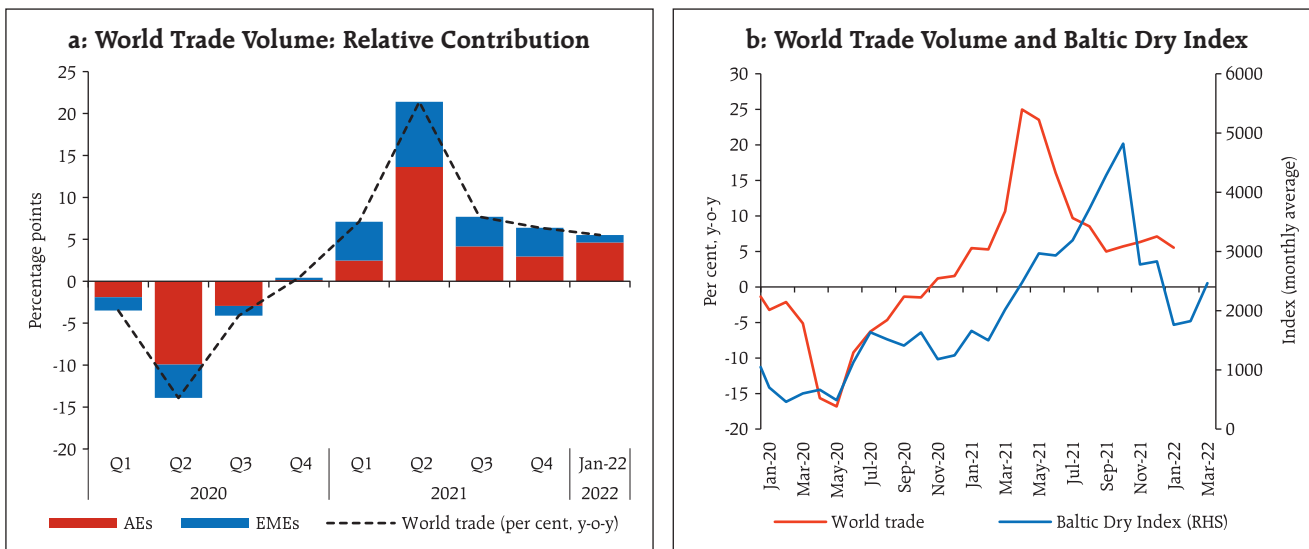 a: World Trade Volume: Relative Contribution
Percentage points
25
20
15
10
5
0
-5
-10
-15
-20
Q1 Q2 Q3 Q4 Q1 Q2 Q3 Q4 Jan-22
2020 2021 2022
AEs EMEs World trade (per cent, y-o-y)
b: World Trade Volume and Baltic Dry Index
Per cent, y-o-y
30
25
20
15
10
5
0
-5
-10
-15
-20
6000
5000
4000
3000
2000
1000
0
Index (monthly average)
Jan-20 Mar-20 May-20 Jul-20 Sep-20 Nov-20 Jan-21 Mar-21 May-21 Jul-21 Sep-21 Nov-21 Jan-22 Mar-22
World trade Baltic Dry Index (RHS)